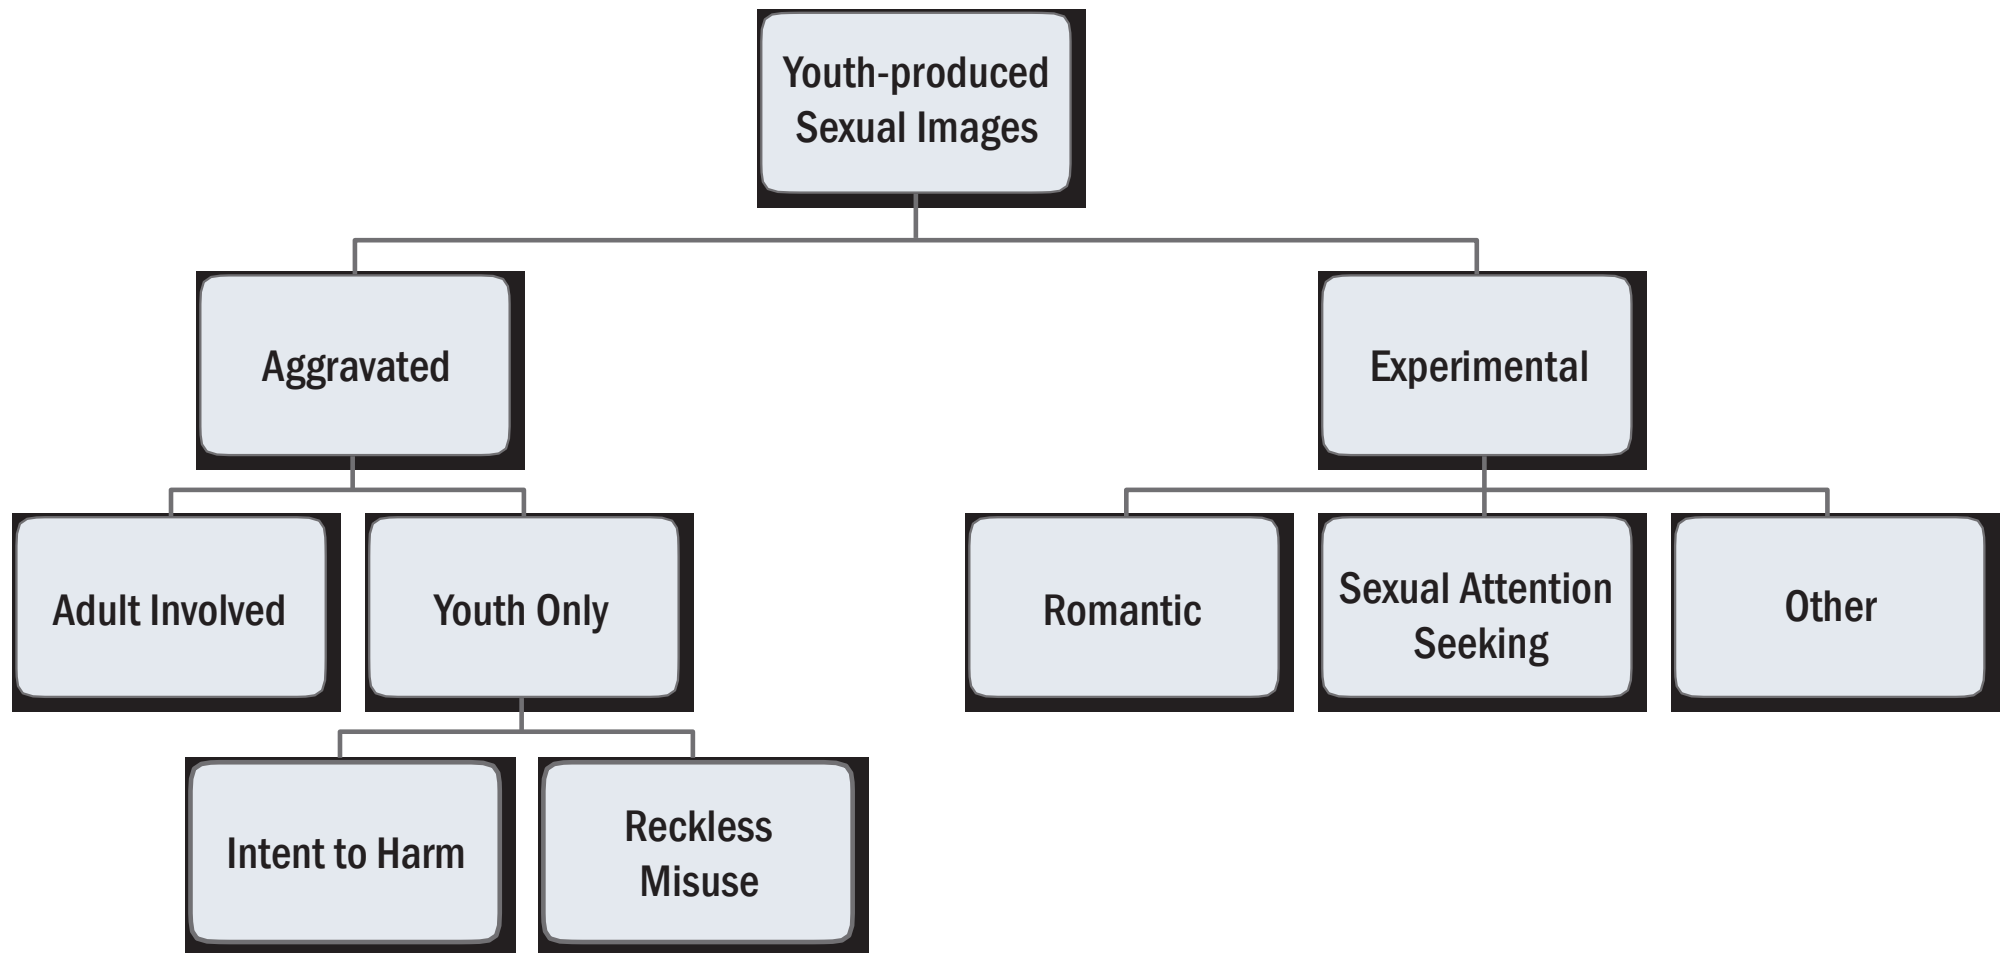 Youth-produced
Sexual Images
Aggravated
Experimental
Adult Involved
Youth Only
Romantic
Sexual Attention
Seeking
Other
Intent to Harm
Reckless
Misuse